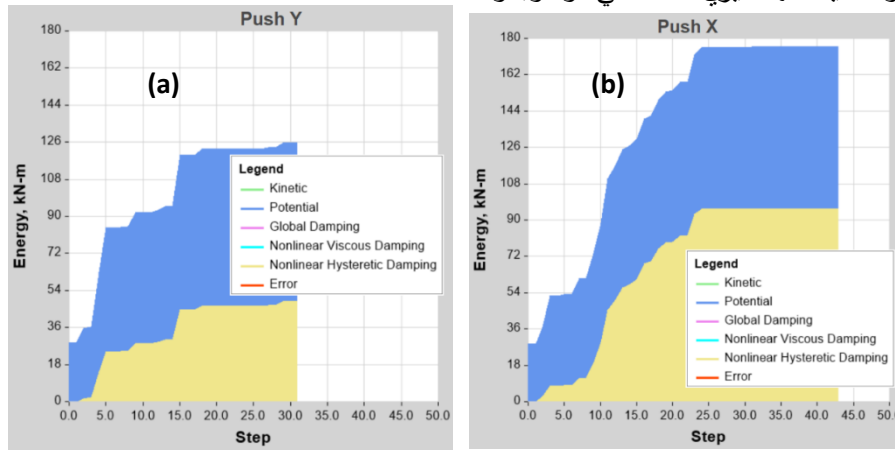 Push Y
(a)
180
162
144
126
108
90
72
54
36
18
0
Energy, kN-m
Legend
Kinetic
Potential
Global Damping
Nonlinear Viscous Damping
Nonlinear Hysteretic Damping
Error
0.0 5.0 10.0 15.0 20.0 25.0 30.0 35.0 40.0 45.0 50.0
Step
Push X
(b)
180
162
144
126
108
90
72
54
36
18
0
Energy, kN-m
Legend
Kinetic
Potential
Global Damping
Nonlinear Viscous Damping
Nonlinear Hysteretic Damping
Error
0.0 5.0 10.0 15.0 20.0 25.0 30.0 35.0 40.0 45.0 50.0
Step